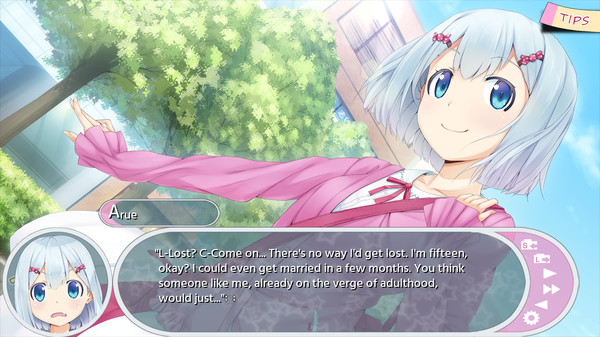 TIPS
Arue
"L-Lost? C-Come on... There's no way I'd get lost. I'm fifteen,
okay? I could even get married in a few months. You think
someone like me, already on the verge of adulthood,
would just...": :
S
L